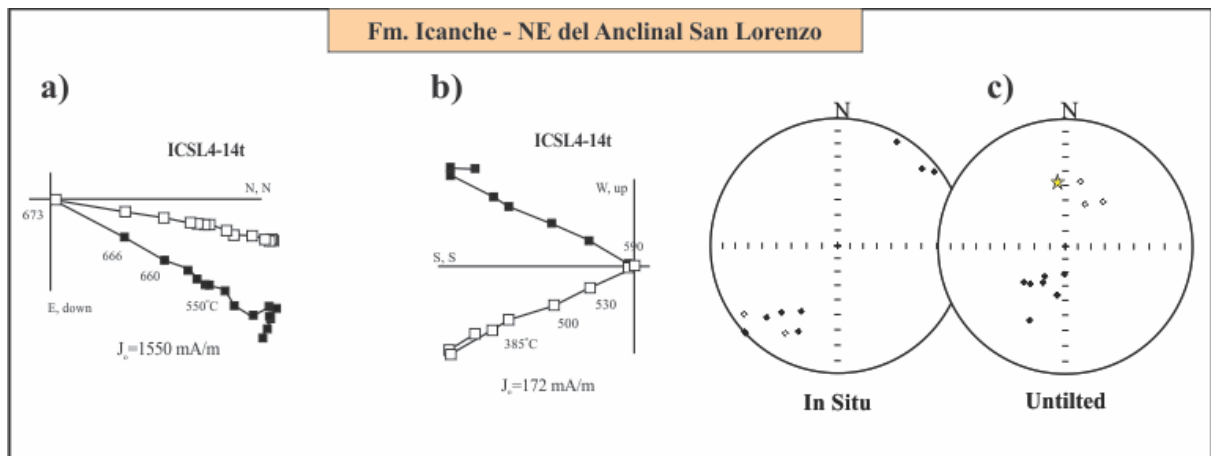 Fm. Icanche - NE del Anclinal San Lorenzo
a)
ICSL4-14t
N, N
673
666
660
550°C
E, down
J₀=1550 mA/m
b)
ICSL4-14t
W, up
590
S, S
530
500
385°C
J₀=172 mA/m
c)
N
N
In Situ
Untilted